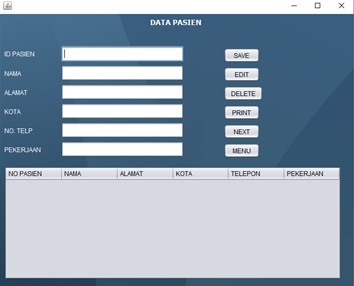 DATA PASIEN
ID PASIEN SAVE
NAMA EDIT
ALAMAT DELETE
KOTA PRINT
NO. TELP NEXT
PEKERJAAN MENU
NO PASIEN NAMA ALAMAT KOTA TELEPON PEKERJAAN